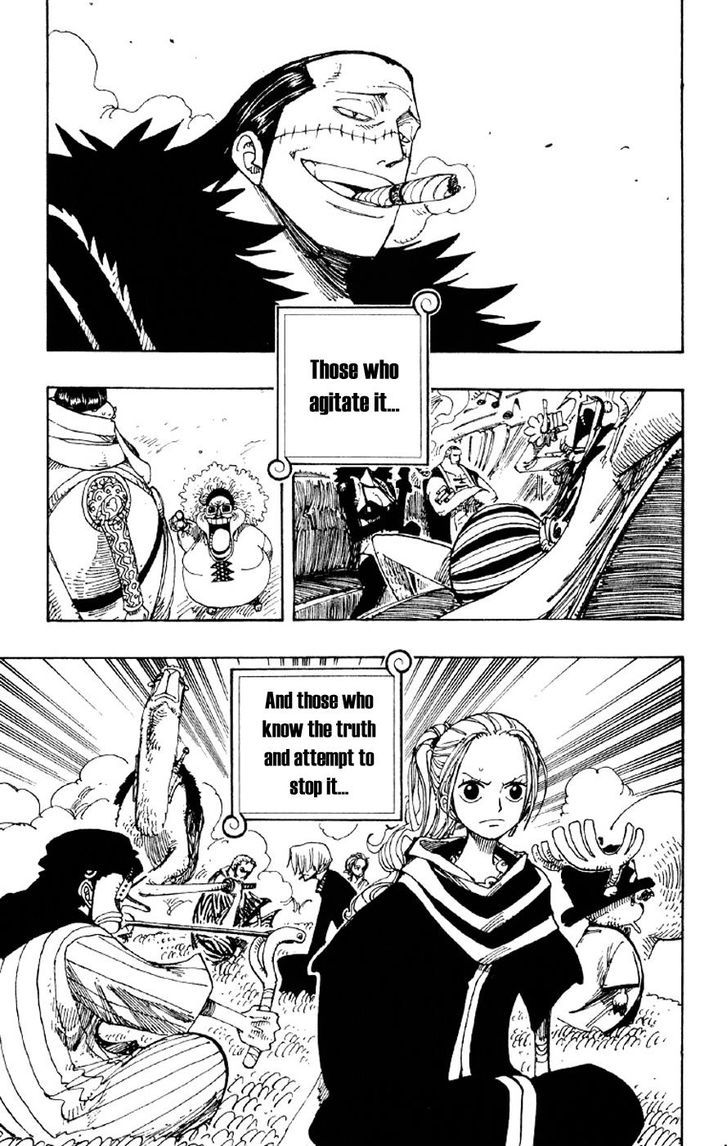 Those who
agitate it...
And those who
know the truth
and attempt to
stop it...